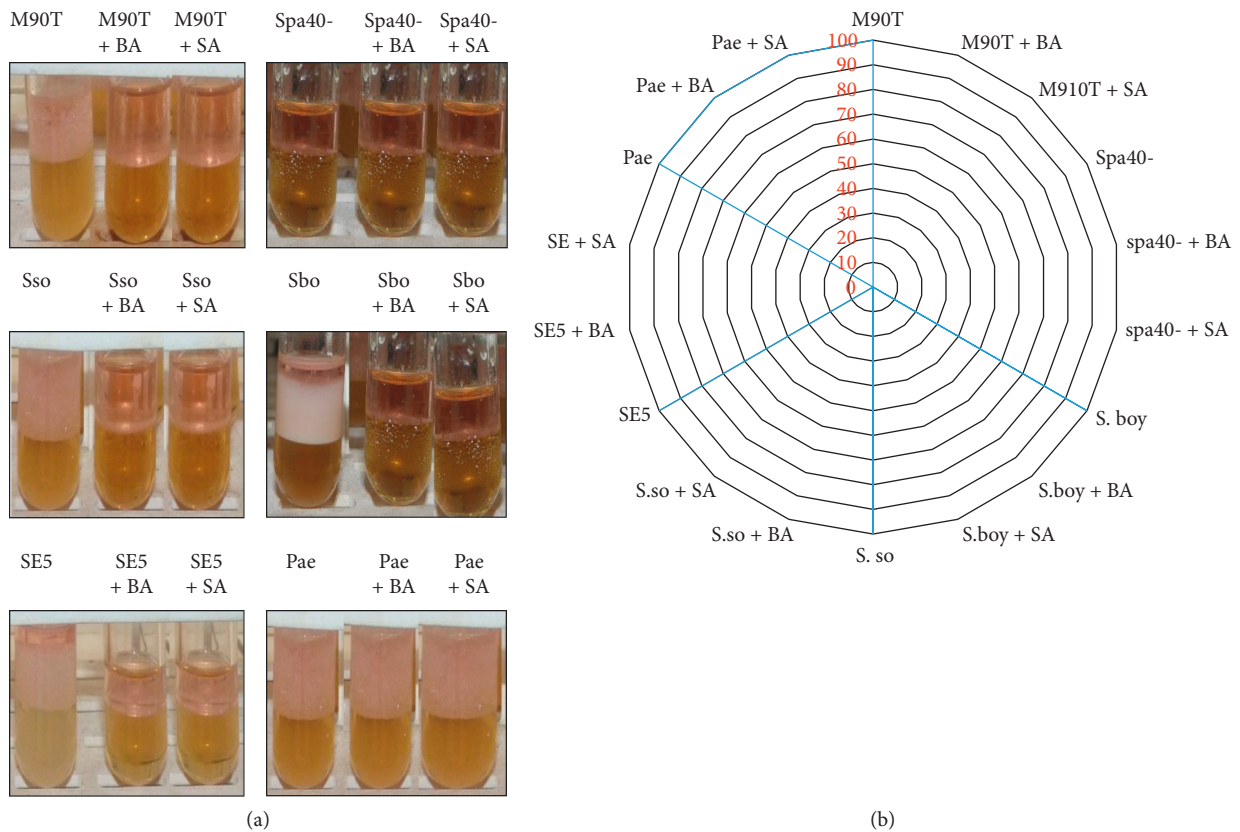 M90T
M90T
+ BA
M90T
+ SA
Spa40-
Spa40-
+ BA
Spa40-
+ SA
Sso
Sso
+ BA
Sso
+ SA
Sbo
Sbo
+ BA
Sbo
+ SA
SE5
SE5
+ BA
SE5
+ SA
Pae
Pae
+ BA
Pae
+ SA
(a)
M90T
M90T + BA
M910T + SA
Spa40-
spa40- + BA
spa40- + SA
S. boy
S.boy + BA
S.boy + SA
S. so
S.so + BA
S.so + SA
SE5
SE5 + BA
SE + SA
Pae
Pae + BA
Pae + SA
100
90
80
70
60
50
40
30
20
10
0
(b)